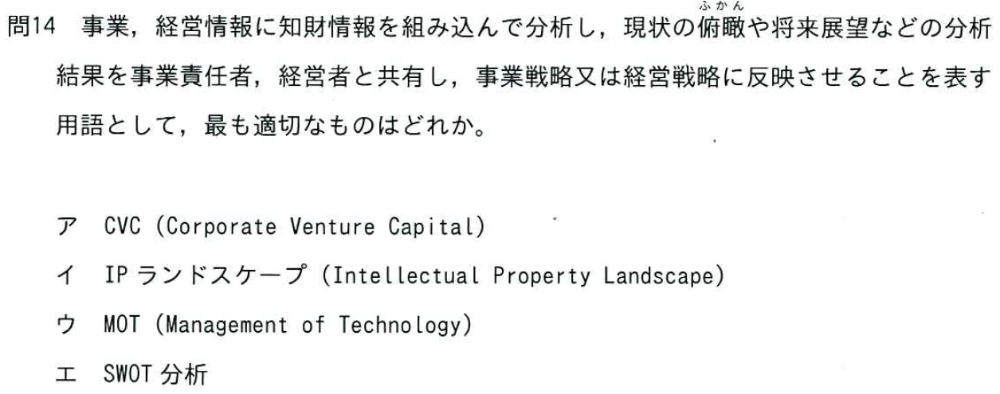 ふかん
問14 事業，経営情報に知財情報を組み込んで分析し，現状の俯瞰や将来展望などの分析
結果を事業責任者，経営者と共有し，事業戦略又は経営戦略に反映させることを表す
用語として，最も適切なものはどれか。
ア CVC (Corporate Venture Capital)
イ IP ランドスケープ (Intellectual Property Landscape)
ウ MOT (Management of Technology)
エ SWOT 分析